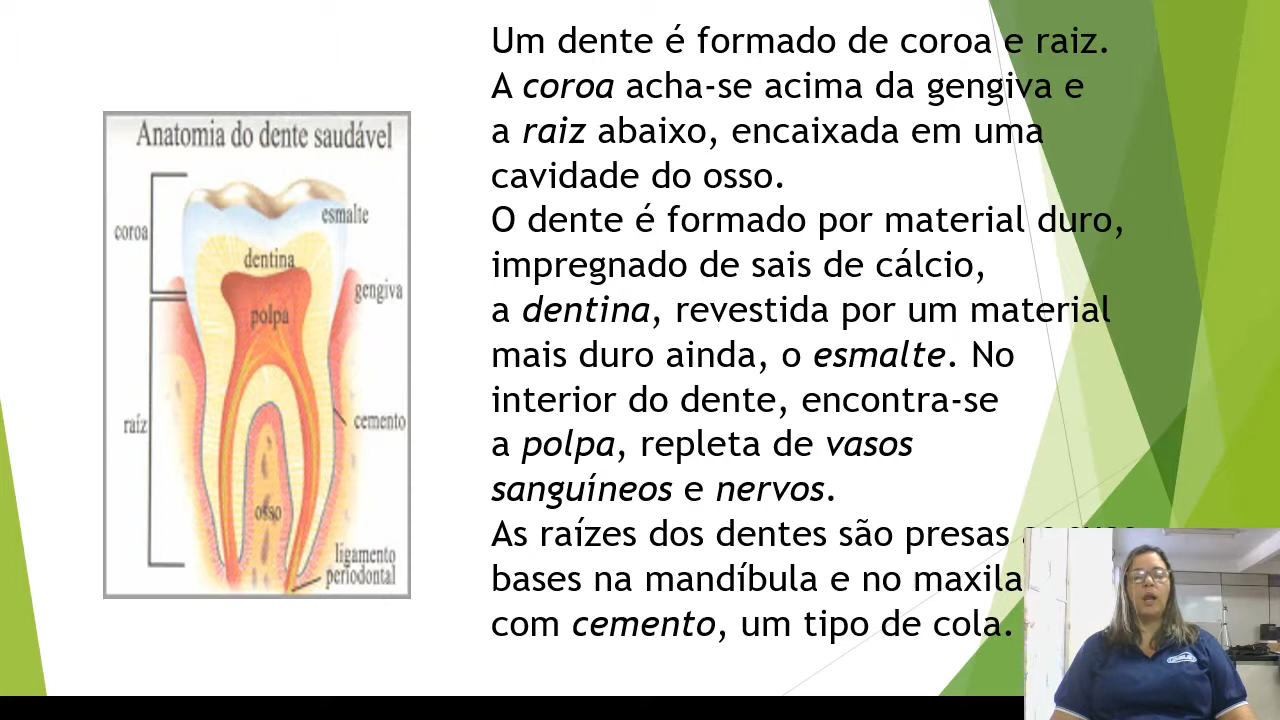 Anatomia do dente saudável
coroa
esmalte
dentina
gengiva
polpa
raíz
cemento
osso
ligamento
periodontal
Um dente é formado de coroa e raiz.
A coroa acha-se acima da gengiva e
a raiz abaixo, encaixada em uma
cavidade do osso.
O dente é formado por material duro,
impregnado de sais de cálcio,
a dentina, revestida por um material
mais duro ainda, o esmalte. No
interior do dente, encontra-se
a polpa, repleta de vasos
sanguíneos e nervos.
As raízes dos dentes são presas
bases na mandíbula e no maxila
com cemento, um tipo de cola.